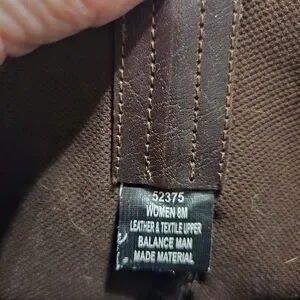 52375
WOMEN 8M
LEATHER & TEXTILE UPPER
BALANCE MAN
MADE MATERIAL